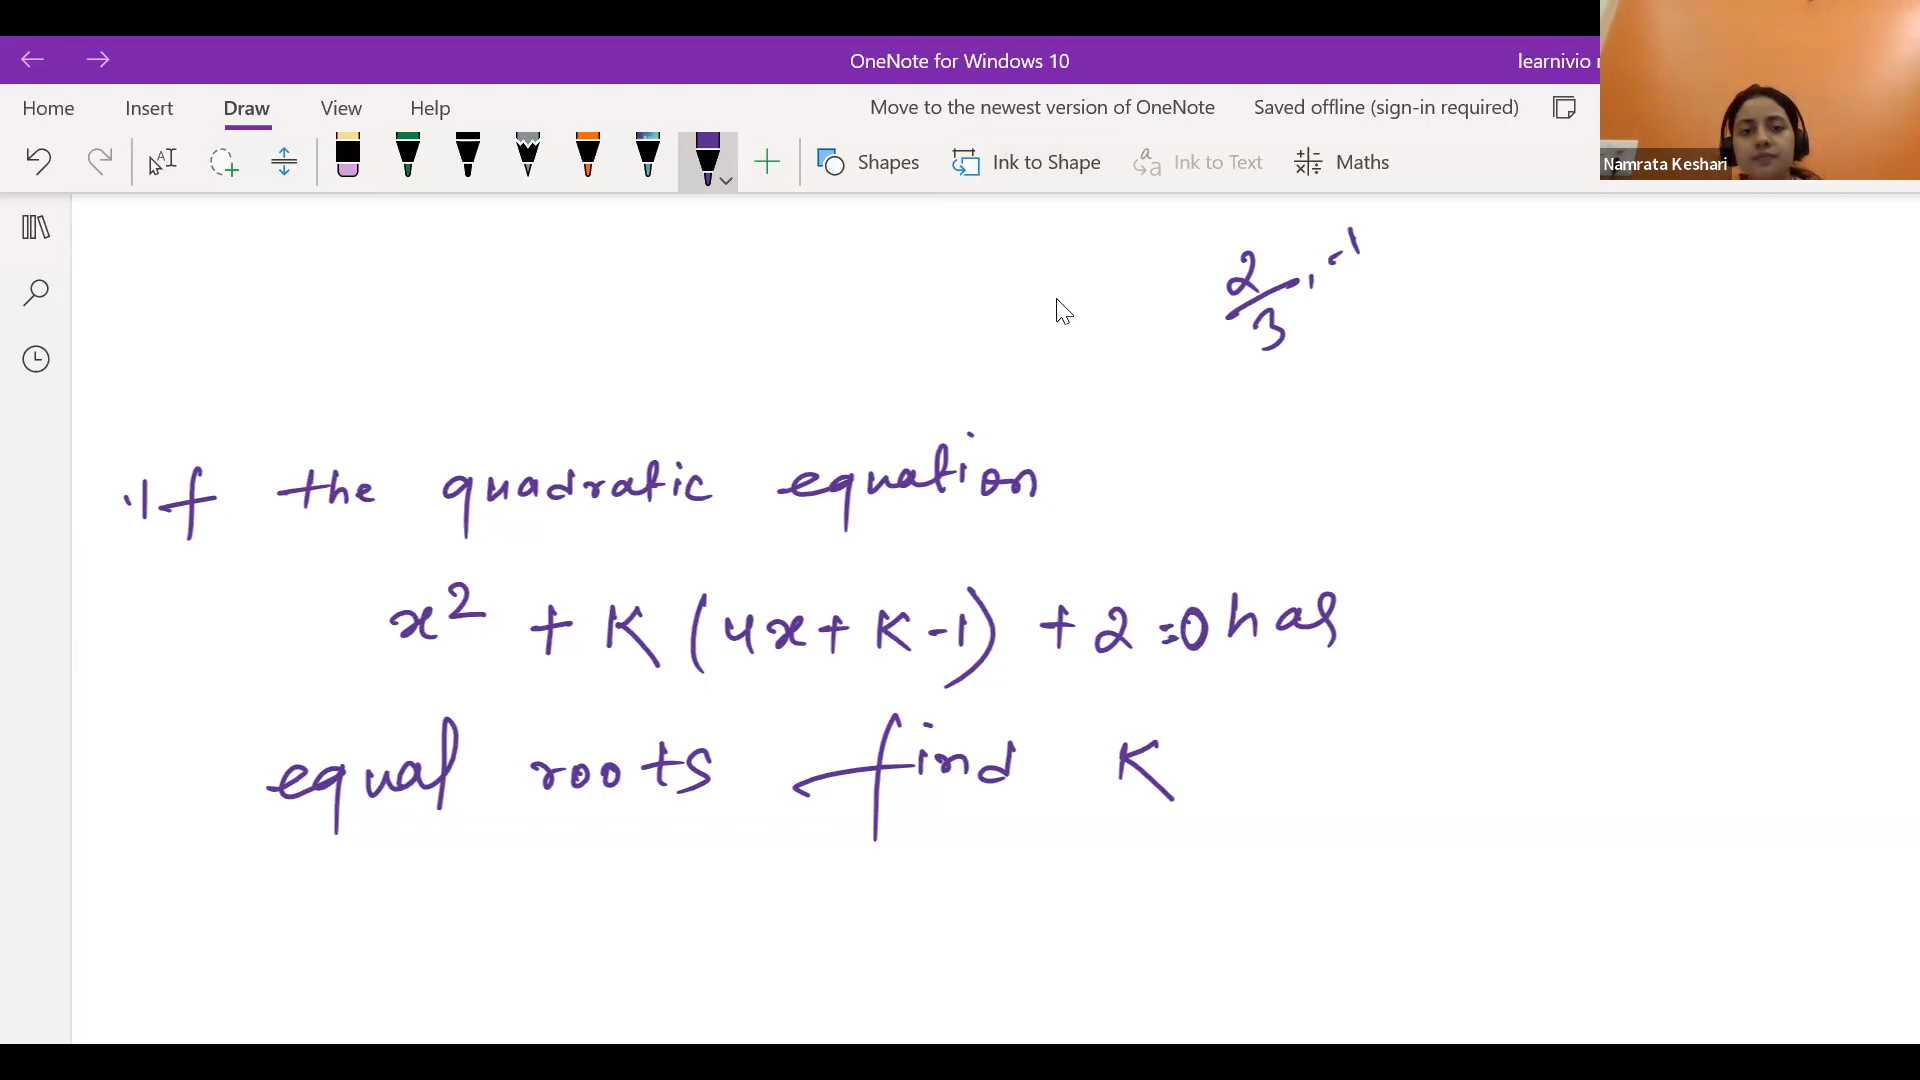 OneNote for Windows 10
learnivio
Home Insert Draw View Help
Move to the newest version of OneNote Saved offline (sign-in required)
Shapes Ink to Shape Ink to Text Maths
Namrata Keshari
2/3, -1
If the quadratic equation
x² + K (4x + K - 1) + 2 = 0 has
equal roots find K